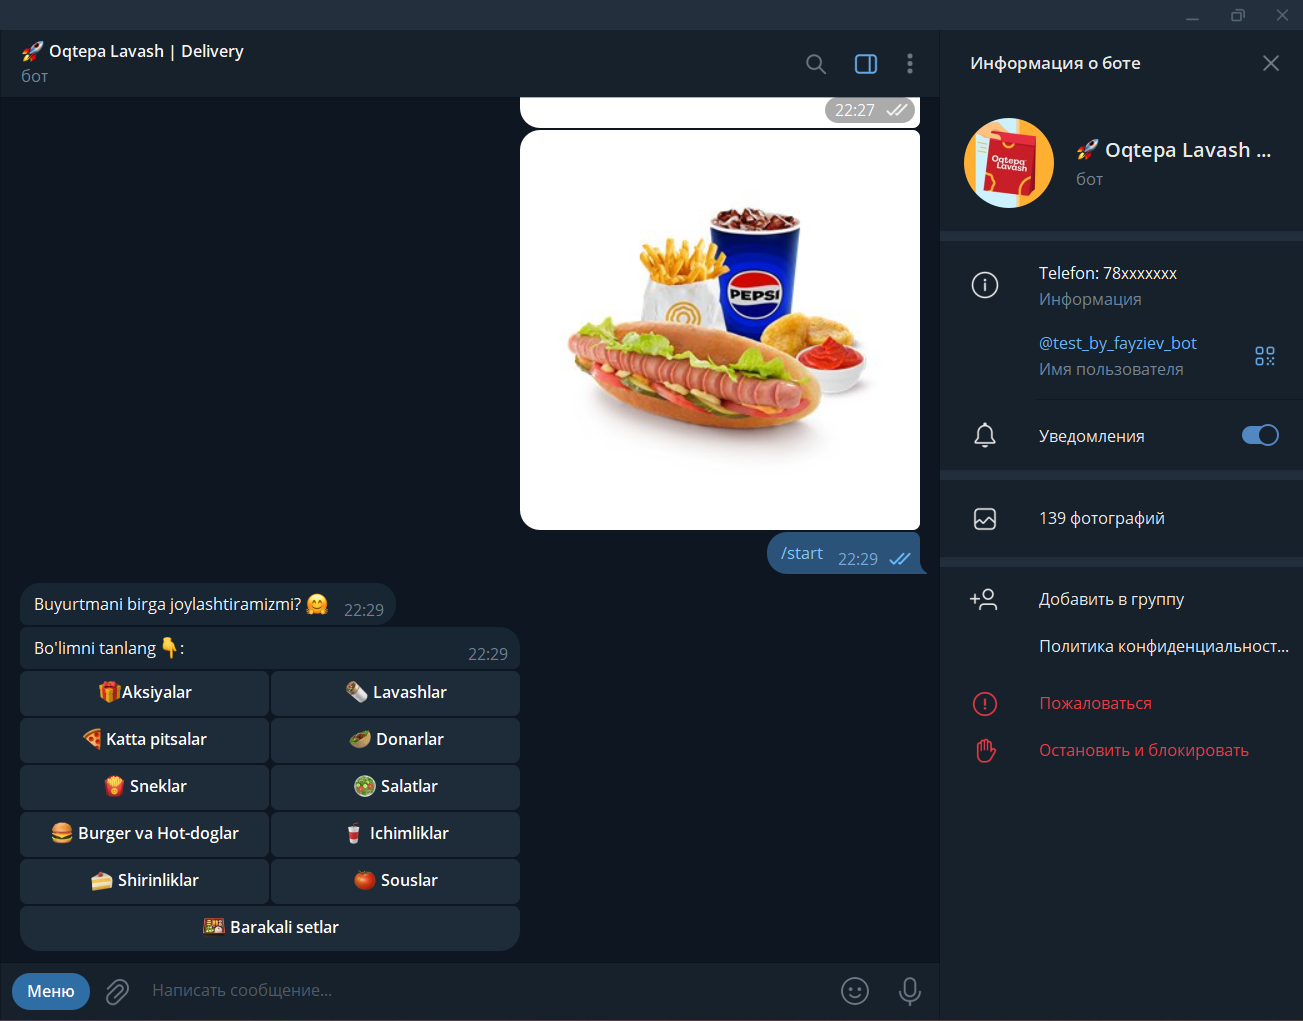 🚀 Oqtepa Lavash | Delivery
бот
22:27
PEPSI
/start 22:29
Buyurtmani birga joylashtiramizmi? 🤗 22:29
Bo'limni tanlang 👇: 22:29
🎁Aksiyalar
🌯 Lavashlar
🍕 Katta pitsalar
🥙 Donarlar
🍟 Sneklar
🥗 Salatlar
🍔 Burger va Hot-doglar
🥤 Ichimliklar
🍰 Shirinliklar
🍅 Souslar
🍱 Barakali setlar
Меню
Написать сообщение...
Информация о боте
Oqtepa
Lavash
🚀 Oqtepa Lavash ...
бот
Telefon: 78xxxxxxx
Информация
@test_by_fayziev_bot
Имя пользователя
Уведомления
139 фотографий
Добавить в группу
Политика конфиденциальност...
Пожаловаться
Остановить и блокировать